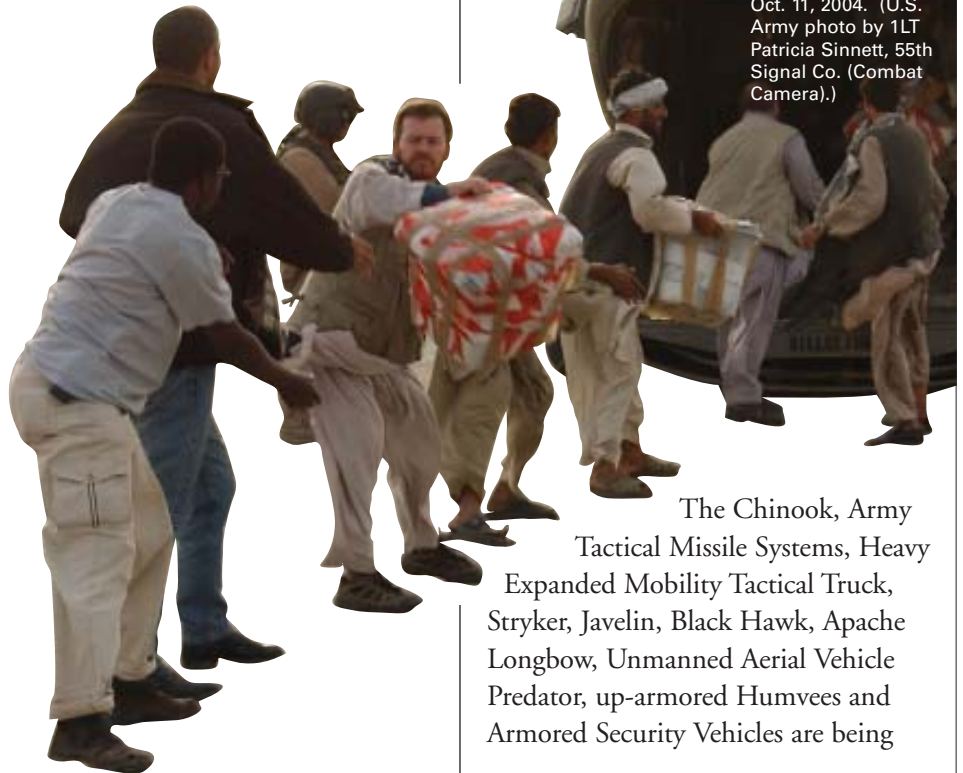 Oct. 11, 2004. (U.S.
Army photo by 1LT
Patricia Sinnett, 55th
Signal Co. (Combat
Camera).)
The Chinook, Army
Tactical Missile Systems, Heavy
Expanded Mobility Tactical Truck,
Stryker, Javelin, Black Hawk, Apache
Longbow, Unmanned Aerial Vehicle
Predator, up-armored Humvees and
Armored Security Vehicles are being